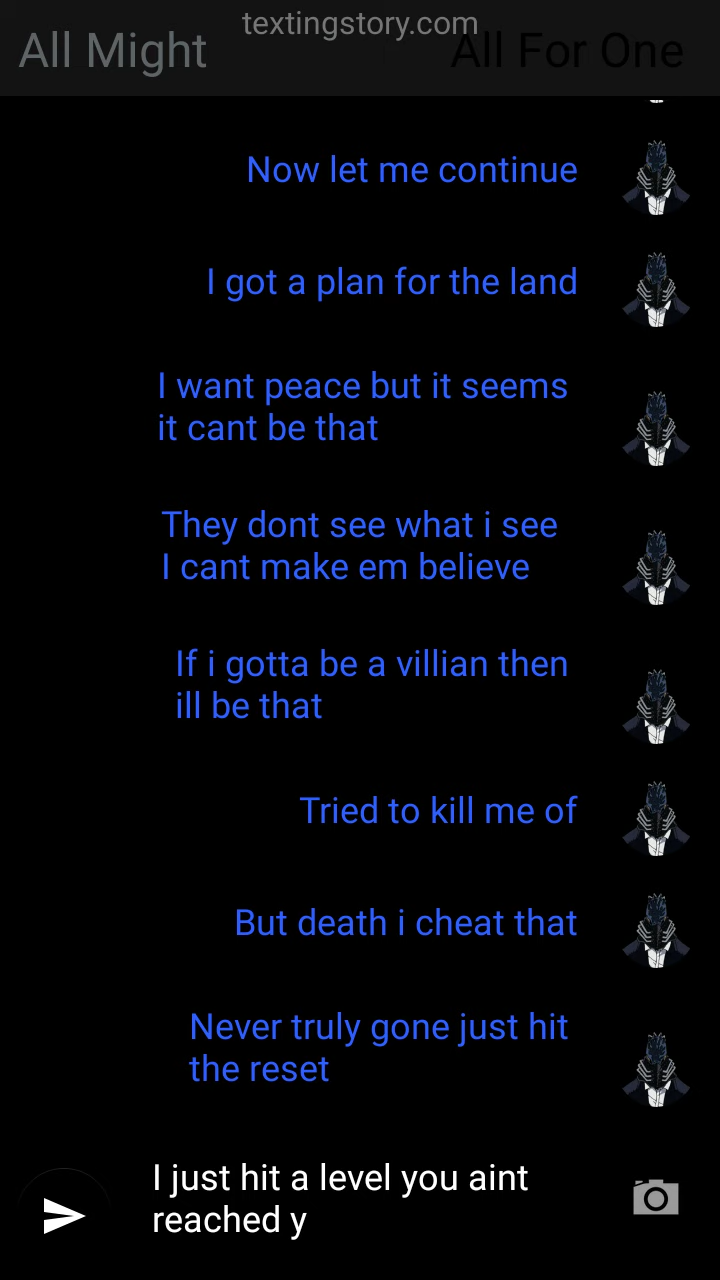 textingstory.com
All Might
All For One
Now let me continue
I got a plan for the land
I want peace but it seems
it cant be that
They dont see what i see
I cant make em believe
If i gotta be a villian then
ill be that
Tried to kill me of
But death i cheat that
Never truly gone just hit
the reset
I just hit a level you aint
reached y